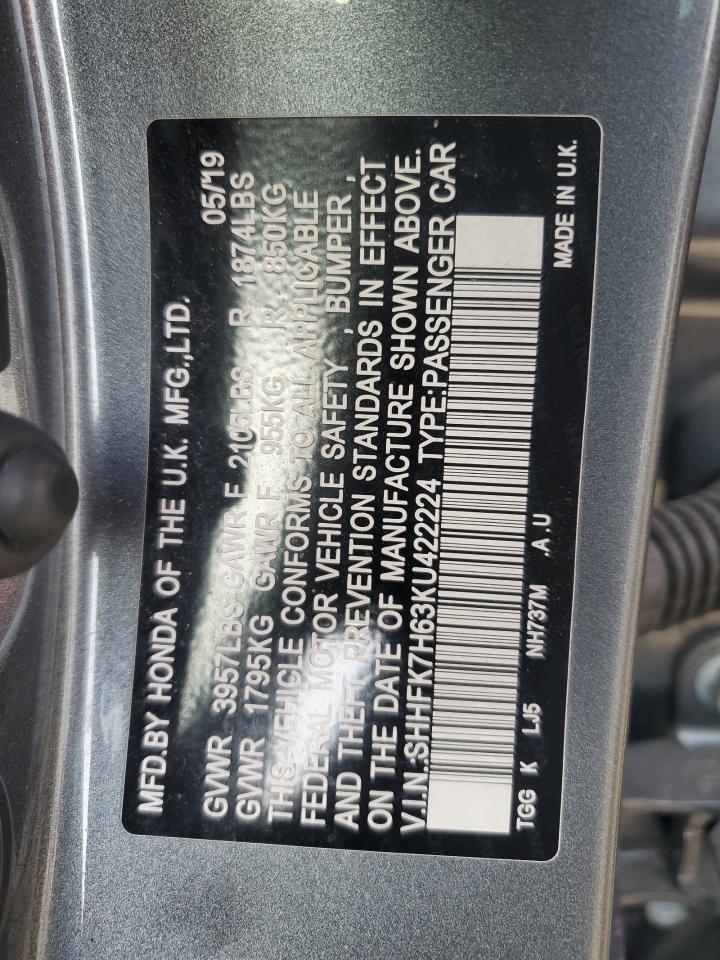 MFD.BY HONDA OF THE U.K. MFG.,LTD.
05/19
GVWR 3957LBS GAWR F 2105LBS R 1874LBS
GVWR 1795KG GAWR F 955KG R 850KG
THIS VEHICLE CONFORMS TO ALL APPLICABLE
FEDERAL MOTOR VEHICLE SAFETY , BUMPER ,
AND THEFT PREVENTION STANDARDS IN EFFECT
ON THE DATE OF MANUFACTURE SHOWN ABOVE.
V.I.N.:SHHFK7H63KU422224 TYPE:PASSENGER CAR
TGG K LJ5 NH737M .A .U MADE IN U.K.